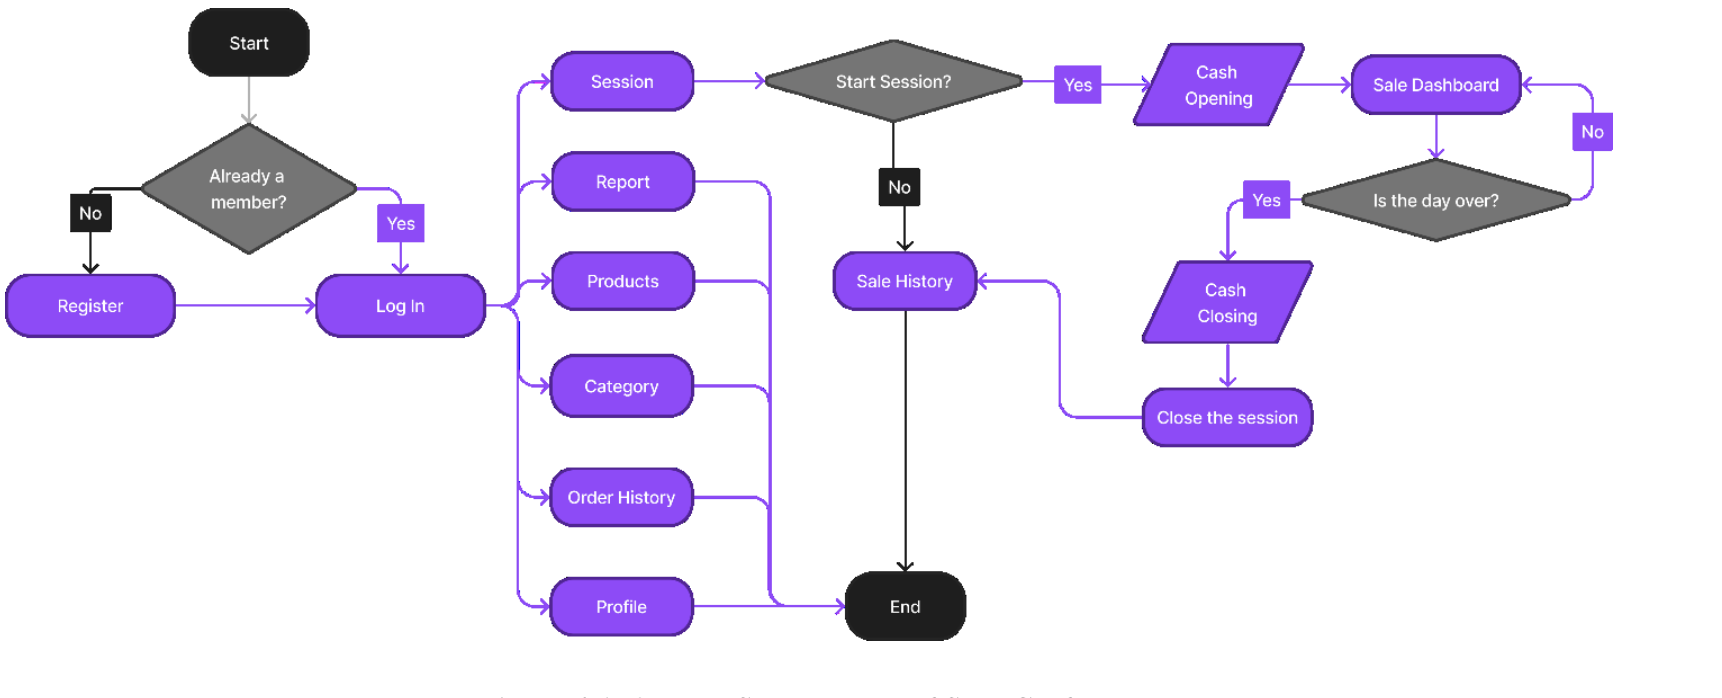 Start
Already a
member?
No
Yes
Register
Log In
Session
Report
Products
Category
Order History
Profile
Start Session?
No
Sale History
End
Yes
Cash
Opening
Sale Dashboard
No
Is the day over?
Yes
Cash
Closing
Close the session